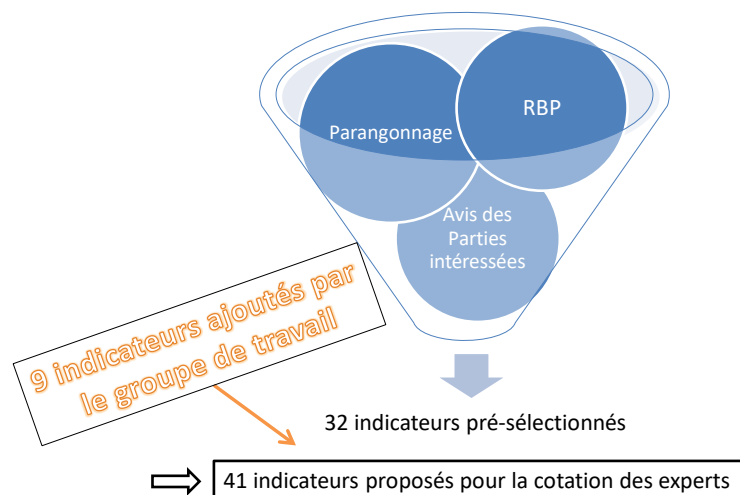 Parangonnage
RBP
Avis des
Parties
intéressées
9 indicateurs ajoutés par
le groupe de travail
32 indicateurs pré-sélectionnés
41 indicateurs proposés pour la cotation des experts